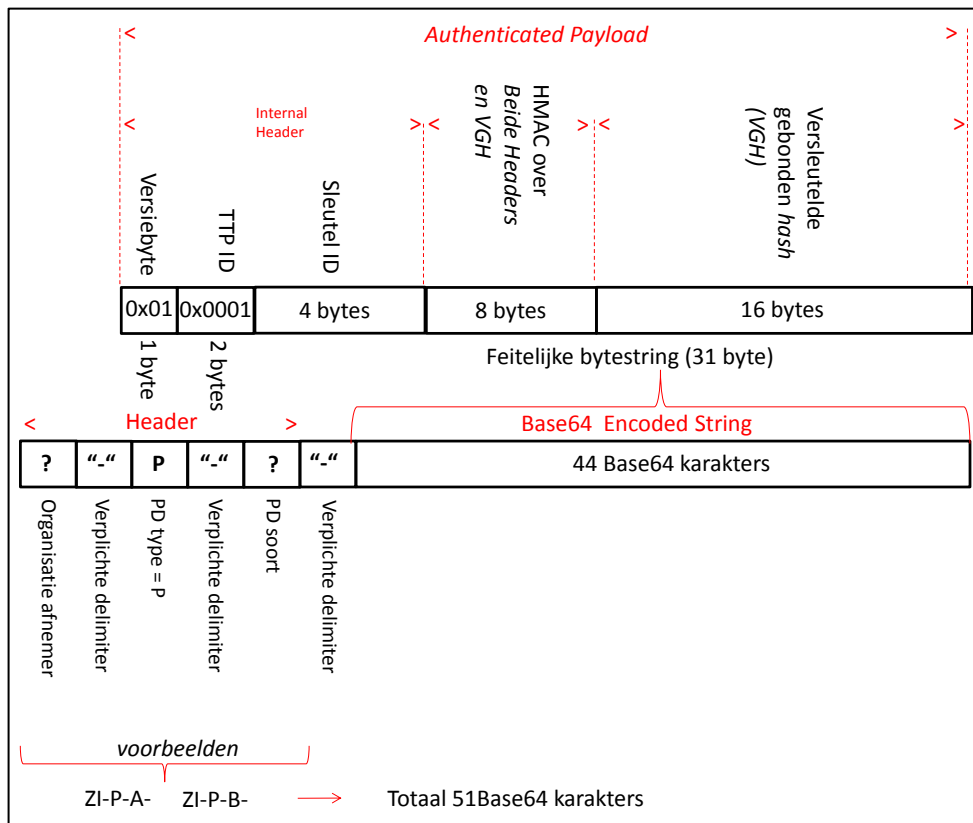 Authenticated Payload
Internal
Header
HMAC over
Beide Headers
en VGH
Versleutelde
gebonden hash
(VGH)
Versiebyte
TTP ID
Sleutel ID
0x01
0x0001
4 bytes
8 bytes
16 bytes
1 byte
2 bytes
Feitelijke bytestring (31 byte)
Header
Base64 Encoded String
?
“-“
P
“-“
?
“-“
44 Base64 karakters
Organisatie afnemer
Verplichte delimiter
PD type = P
Verplichte delimiter
PD soort
Verplichte delimiter
voorbeelden
ZI-P-A- ZI-P-B- Totaal 51Base64 karakters